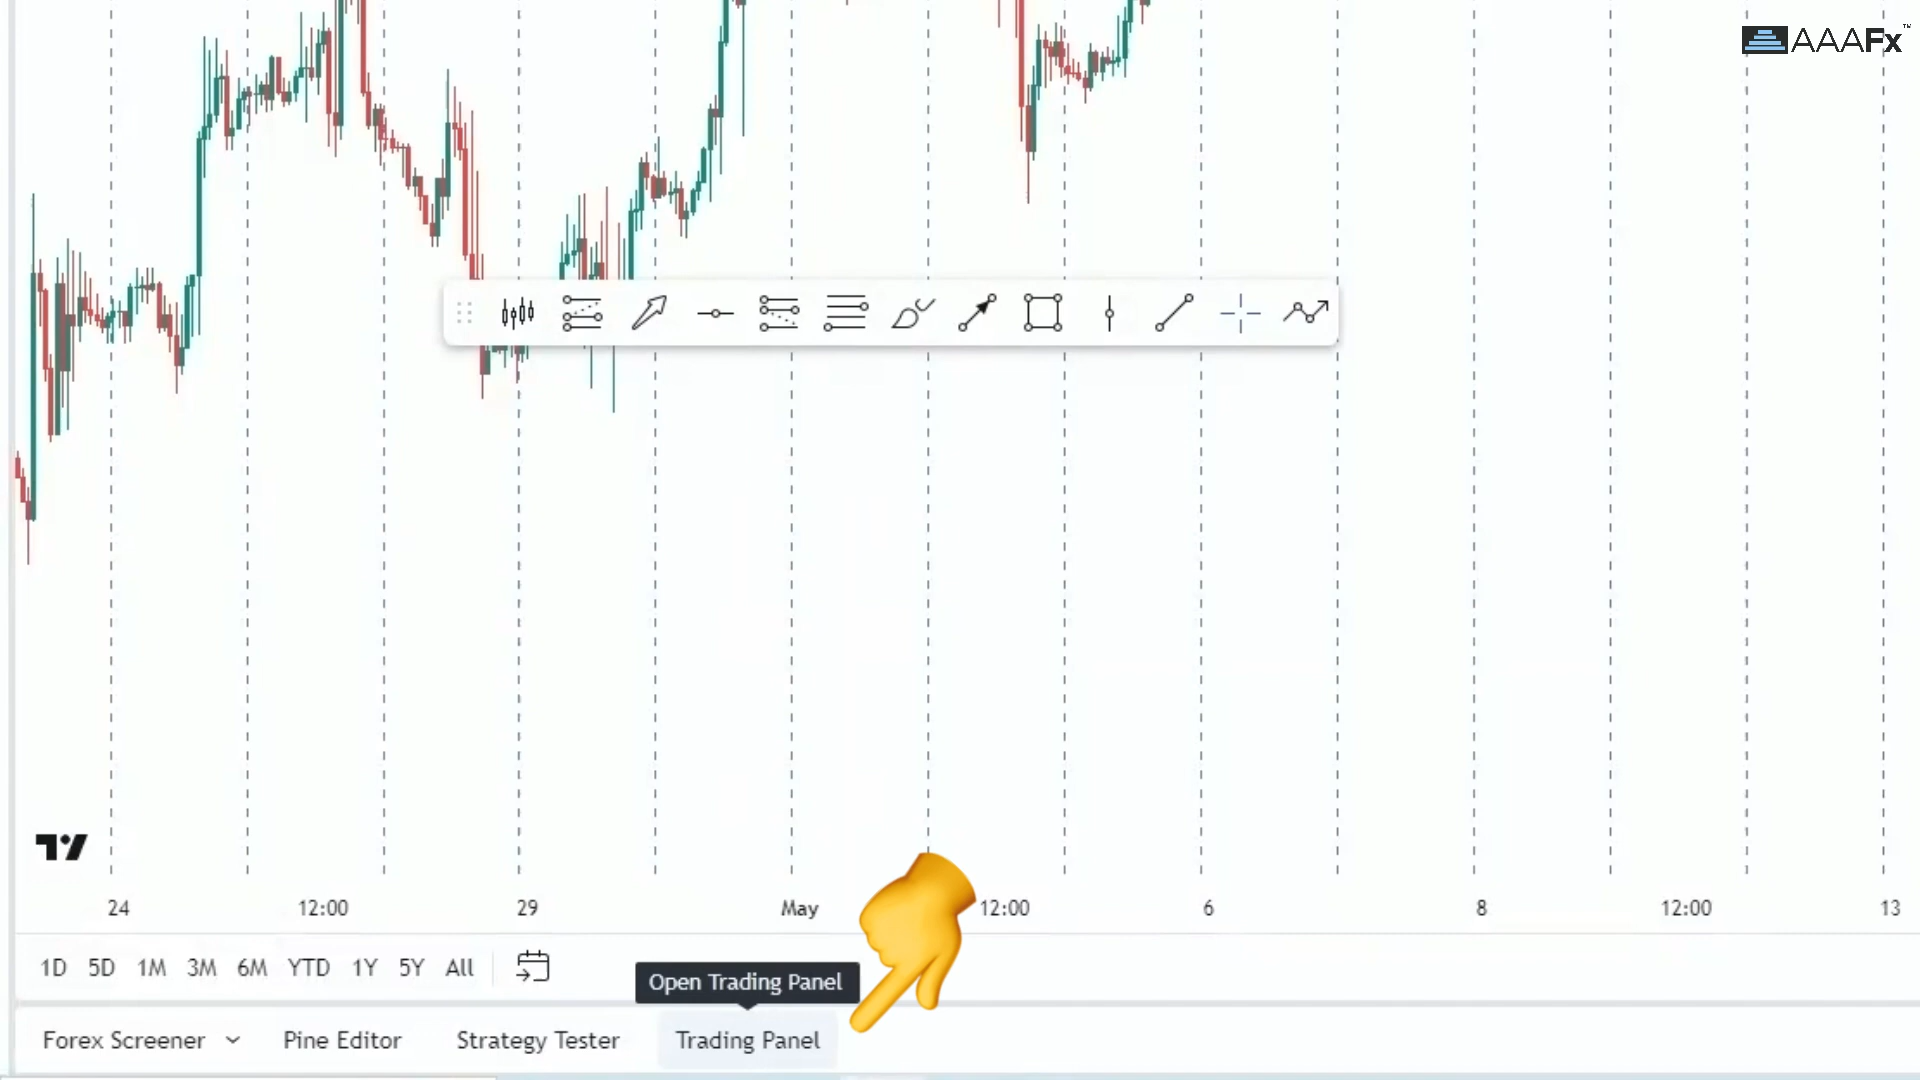 AAAFx™
24 12:00 29 May 12:00 6 8 12:00 13
1D 5D 1M 3M 6M YTD 1Y 5Y All
Open Trading Panel
Forex Screener Pine Editor Strategy Tester Trading Panel